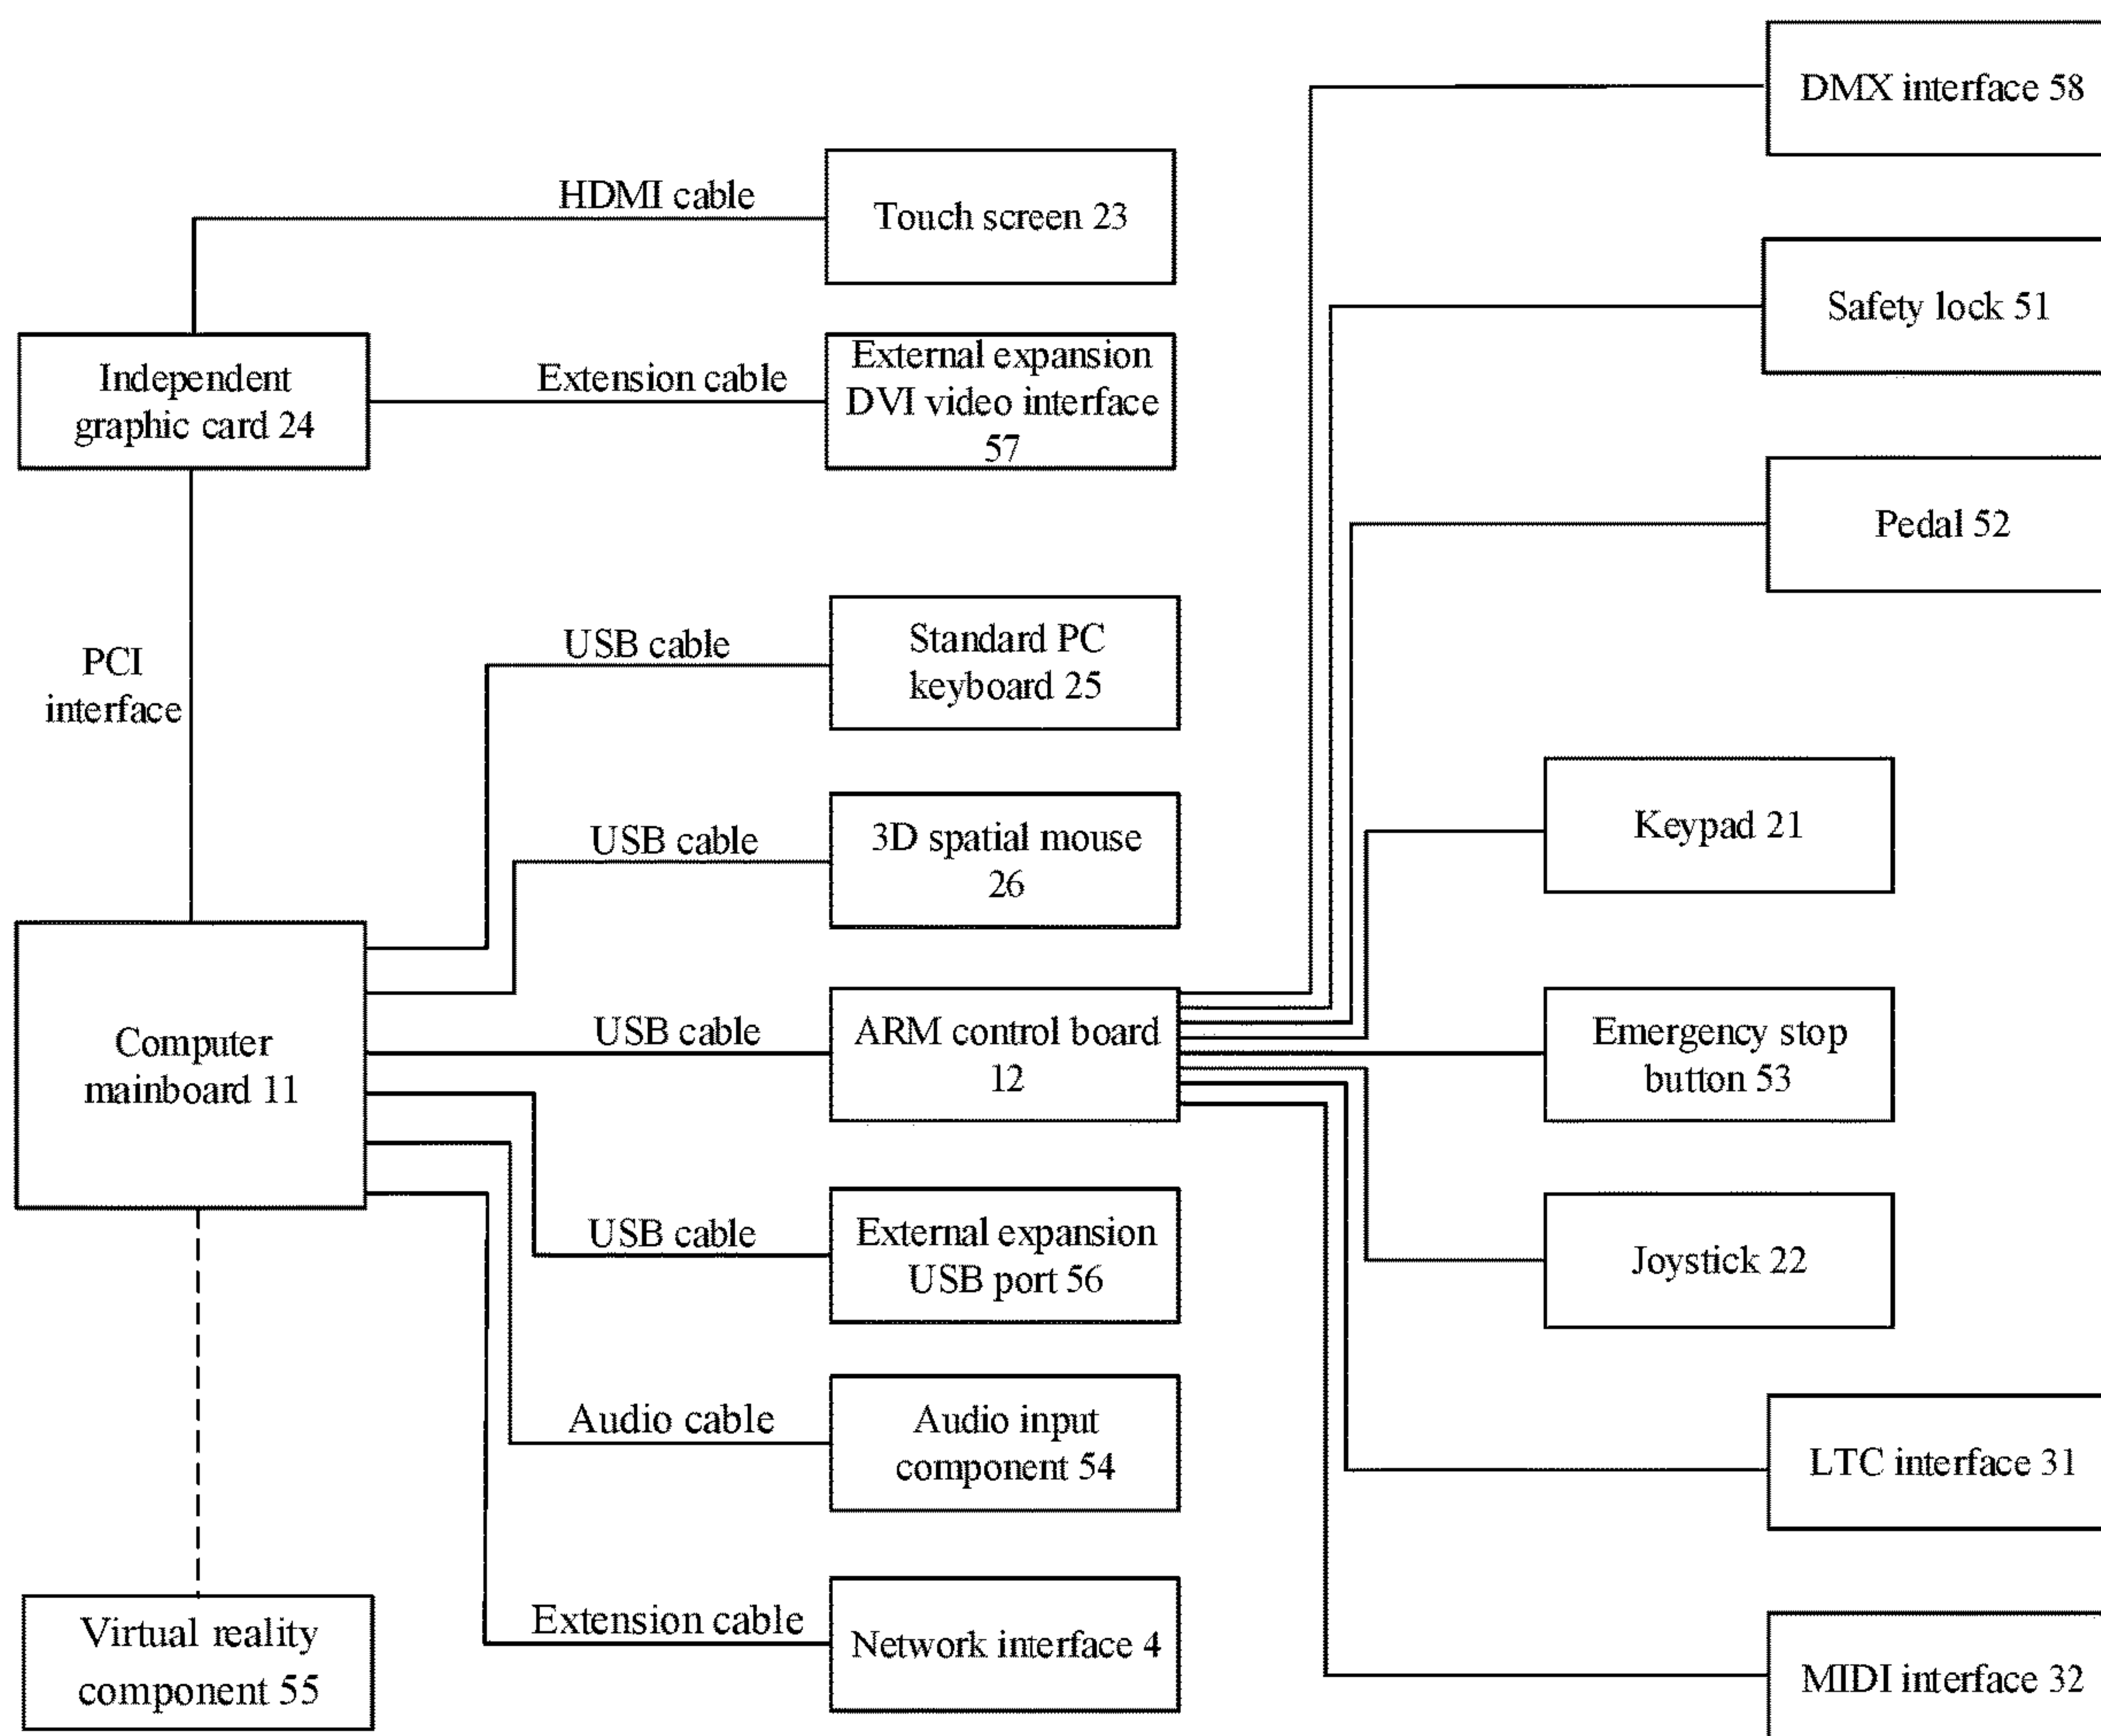 DMX interface 58
HDMI cable
Touch screen 23
Safety lock 51
Independent
graphic card 24
Extension cable
External expansion
DVI video interface
57
Pedal 52
PCI
interface
USB cable
Standard PC
keyboard 25
USB cable
3D spatial mouse
26
Keypad 21
Computer
mainboard 11
USB cable
ARM control board
12
Emergency stop
button 53
USB cable
External expansion
USB port 56
Joystick 22
Audio cable
Audio input
component 54
LTC interface 31
Virtual reality
component 55
Extension cable
Network interface 4
MIDI interface 32